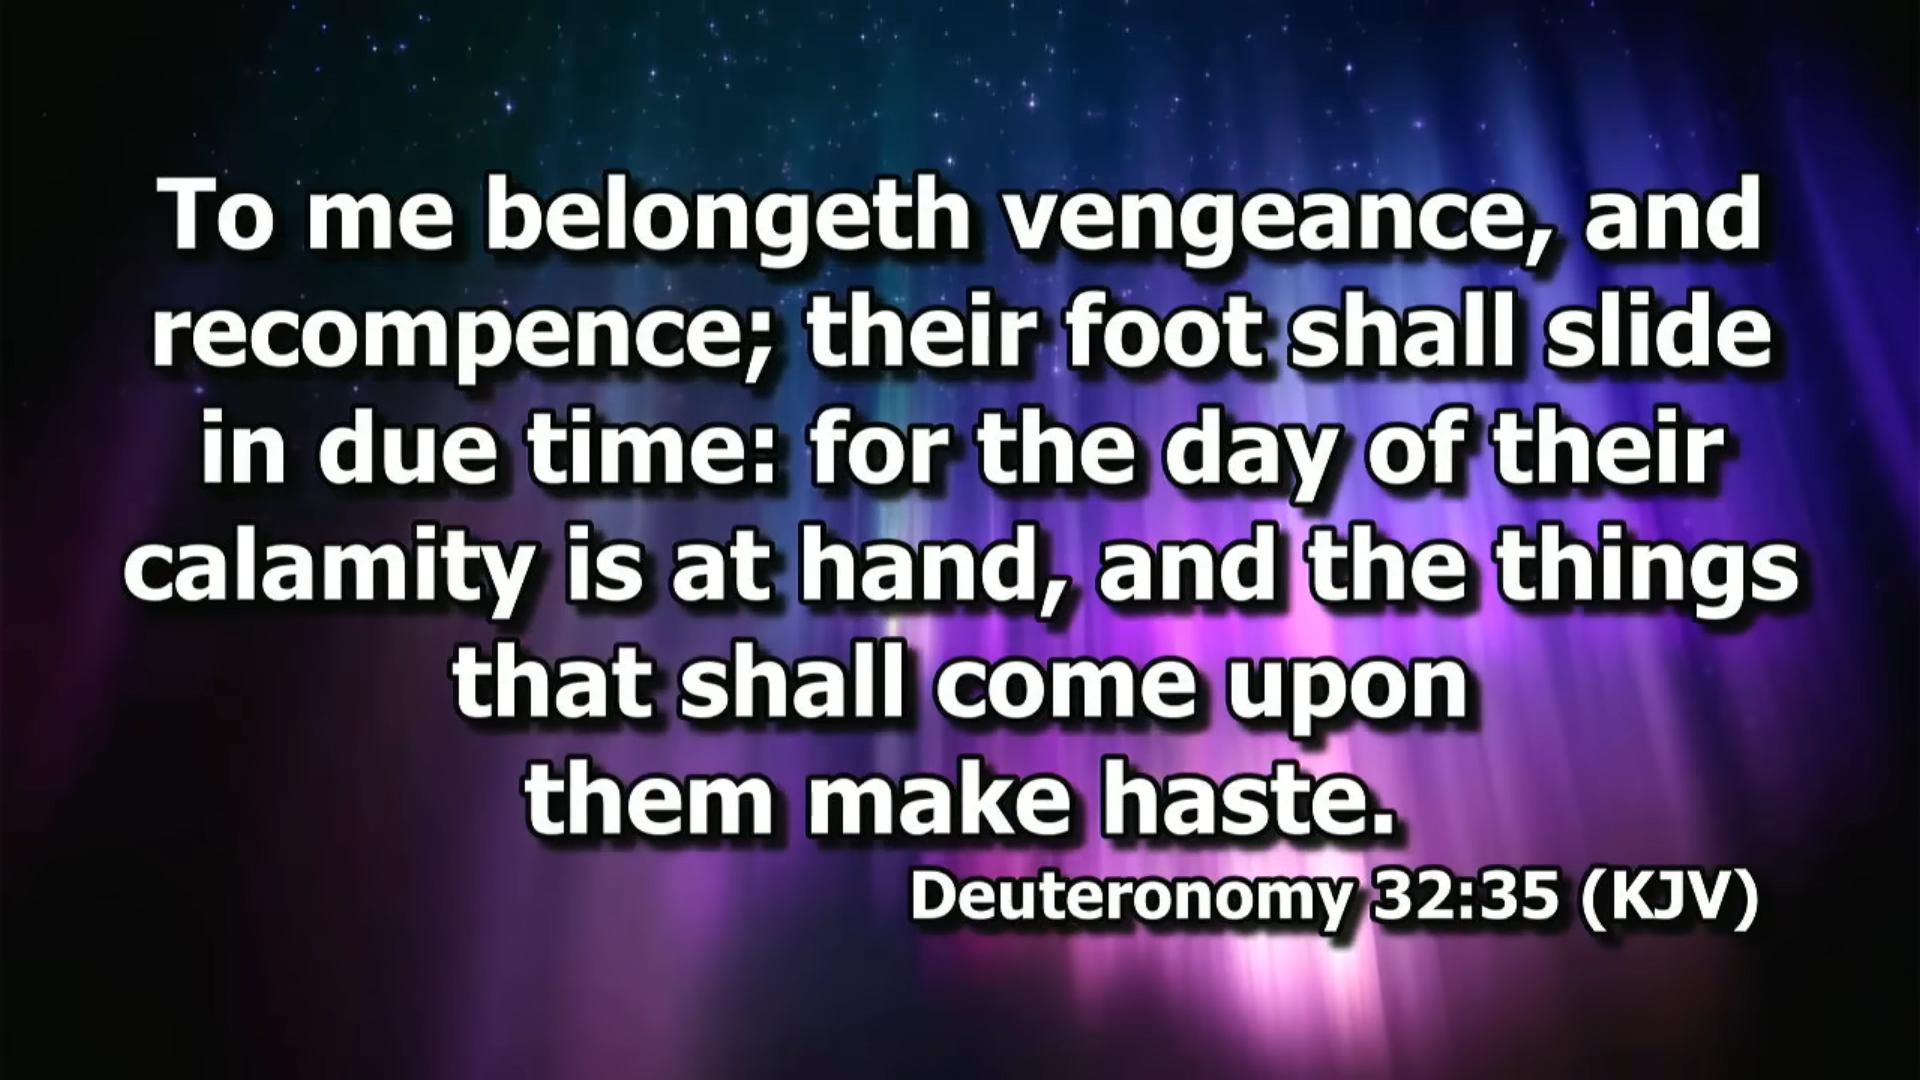 To me belongeth vengeance, and
recompence; their foot shall slide
in due time: for the day of their
calamity is at hand, and the things
that shall come upon
them make haste.
Deuteronomy 32:35 (KJV)